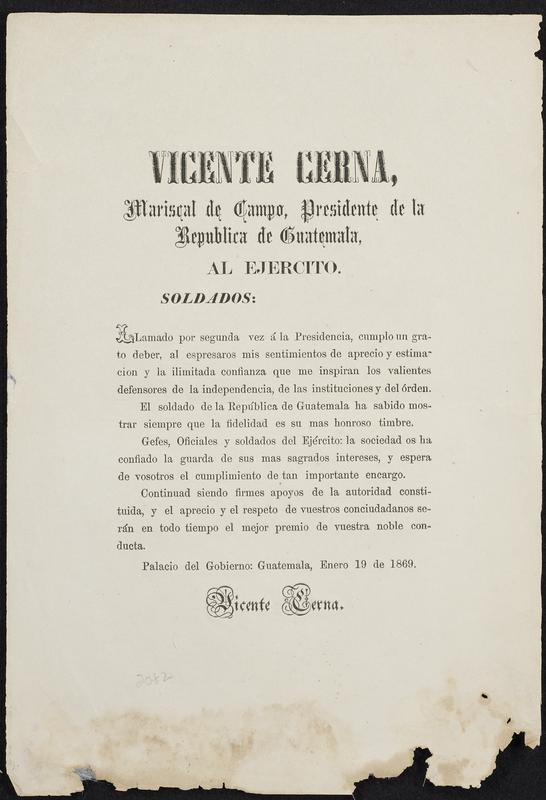 VICENTE CERNA,
Mariscal de Campo, Presidente de la
Republica de Guatemala,
AL EJERCITO.
SOLDADOS:
LLamado por segunda vez á la Presidencia, cumplo un gra-
to deber, al espresaros mis sentimientos de aprecio y estima-
cion y la ilimitada confianza que me inspiran los valientes
defensores de la independencia, de las instituciones y del órden.
El soldado de la República de Guatemala ha sabido mos-
trar siempre que la fidelidad es su mas honroso timbre.
Gefes, Oficiales y soldados del Ejército: la sociedad os ha
confiado la guarda de sus mas sagrados intereses, y espera
de vosotros el cumplimiento de tan importante encargo.
Continuad siendo firmes apoyos de la autoridad consti-
tuida, y el aprecio y el respeto de vuestros conciudadanos se-
rán en todo tiempo el mejor premio de vuestra noble con-
ducta.
Palacio del Gobierno: Guatemala, Enero 19 de 1869.
Vicente Cerna.